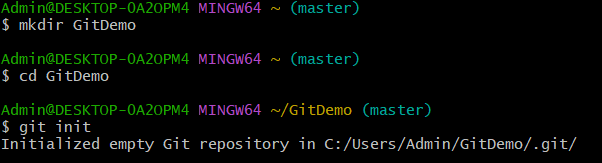 Admin@DESKTOP-0A2OPM4 MINGW64 ~ (master)
$ mkdir GitDemo
Admin@DESKTOP-0A2OPM4 MINGW64 ~ (master)
$ cd GitDemo
Admin@DESKTOP-0A2OPM4 MINGW64 ~/GitDemo (master)
$ git init
Initialized empty Git repository in C:/Users/Admin/GitDemo/.git/